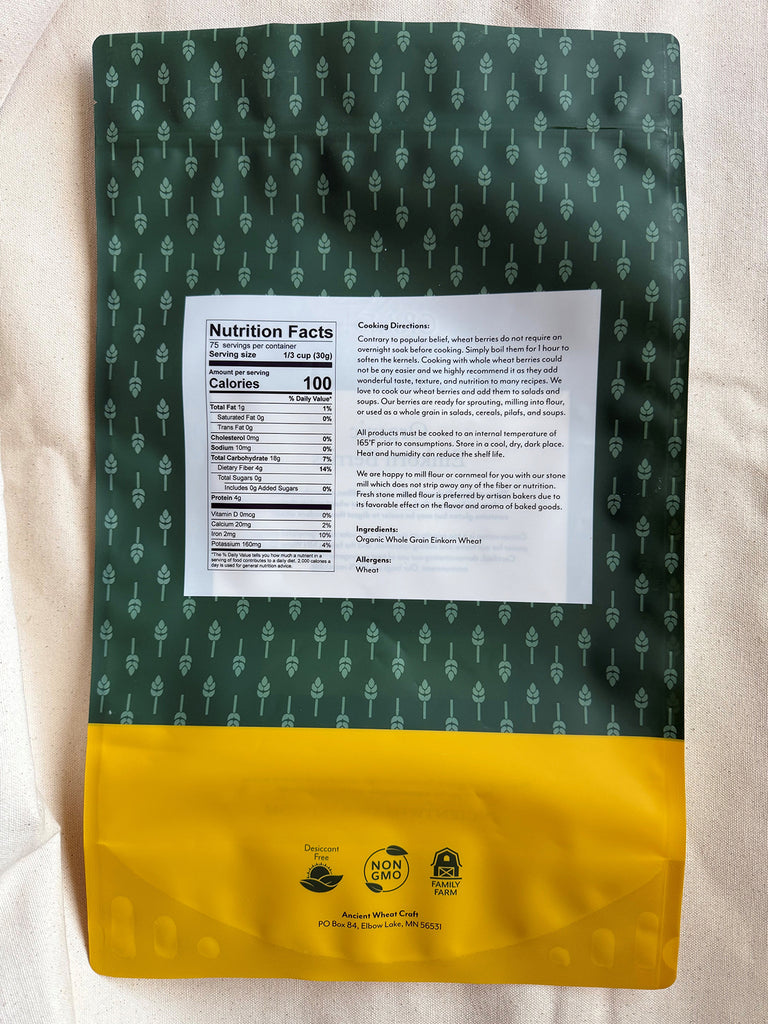 Nutrition Facts
75 servings per container
Serving size 1/3 cup (30g)
Amount per serving
Calories 100
% Daily Value*
Total Fat 1g 1%
Saturated Fat 0g 0%
Trans Fat 0g
Cholesterol 0mg 0%
Sodium 10mg 0%
Total Carbohydrate 18g 7%
Dietary Fiber 4g 14%
Total Sugars 0g
Includes 0g Added Sugars 0%
Protein 4g
Vitamin D 0mcg 0%
Calcium 20mg 2%
Iron 2mg 10%
Potassium 160mg 4%
*The % Daily Value tells you how much a nutrient in a
serving of food contributes to a daily diet. 2,000 calories a
day is used for general nutrition advice.
Cooking Directions:
Contrary to popular belief, wheat berries do not require an
overnight soak before cooking. Simply boil them for 1 hour to
soften the kernels. Cooking with whole wheat berries could
not be any easier and we highly recommend it as they add
wonderful taste, texture, and nutrition to many recipes. We
love to cook our wheat berries and add them to salads and
soups. Our berries are ready for sprouting, milling into flour,
or used as a whole grain in salads, cereals, pilafs, and soups.
All products must be cooked to an internal temperature of
165°F prior to consumptions. Store in a cool, dry, dark place.
Heat and humidity can reduce the shelf life.
We are happy to mill flour or cornmeal for you with our stone
mill which does not strip away any of the fiber or nutrition.
Fresh stone milled flour is preferred by artisan bakers due to
its favorable effect on the flavor and aroma of baked goods.
Ingredients:
Organic Whole Grain Einkorn Wheat
Allergens:
Wheat
Desiccant
Free
NON
GMO
FAMILY
FARM
Ancient Wheat Craft
PO Box 84, Elbow Lake, MN 56531